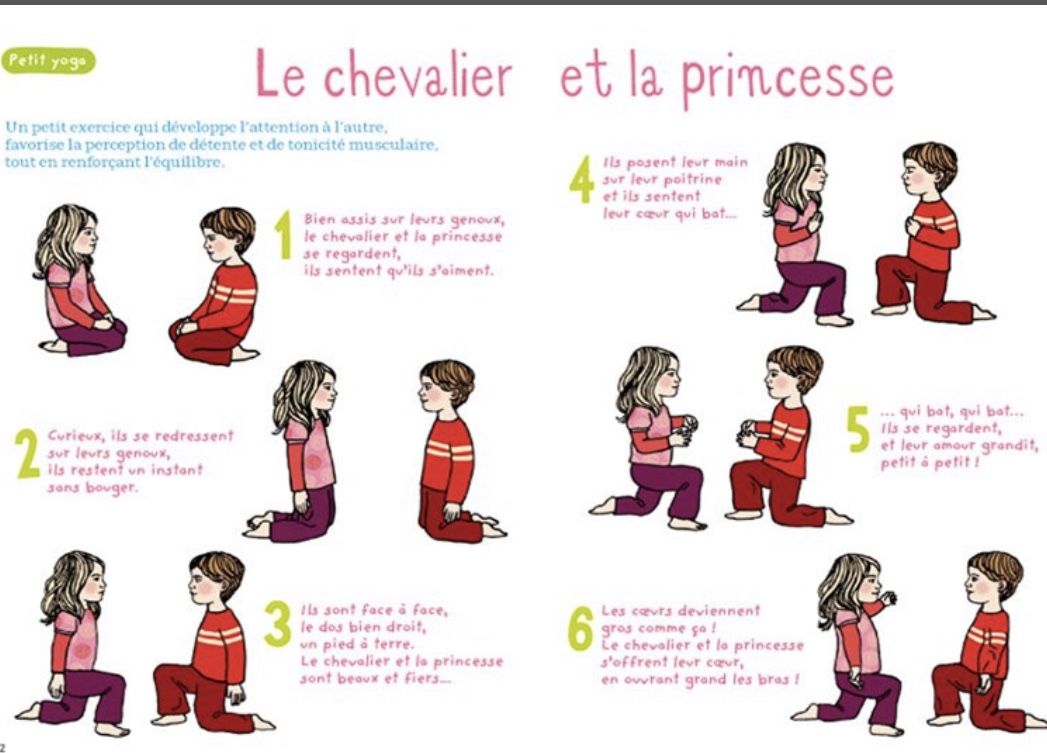 Petit yoga
Le chevalier et la princesse
Un petit exercice qui développe l'attention à l'autre,
favorise la perception de détente et de tonicité musculaire,
tout en renforçant l'équilibre.
1
Bien assis sur leurs genoux,
le chevalier et la princesse
se regardent,
ils sentent qu'ils s'aiment.
2
Curieux, ils se redressent
sur leurs genoux,
ils restent un instant
sans bouger.
3
Ils sont face à face,
le dos bien droit,
un pied à terre.
Le chevalier et la princesse
sont beaux et fiers...
4
Ils posent leur main
sur leur poitrine
et ils sentent
leur cœur qui bat...
5
... qui bat, qui bat...
Ils se regardent,
et leur amour grandit,
petit à petit !
6
Les cœurs deviennent
gros comme ça !
Le chevalier et la princesse
s'offrent leur cœur,
en ouvrant grand les bras !
2